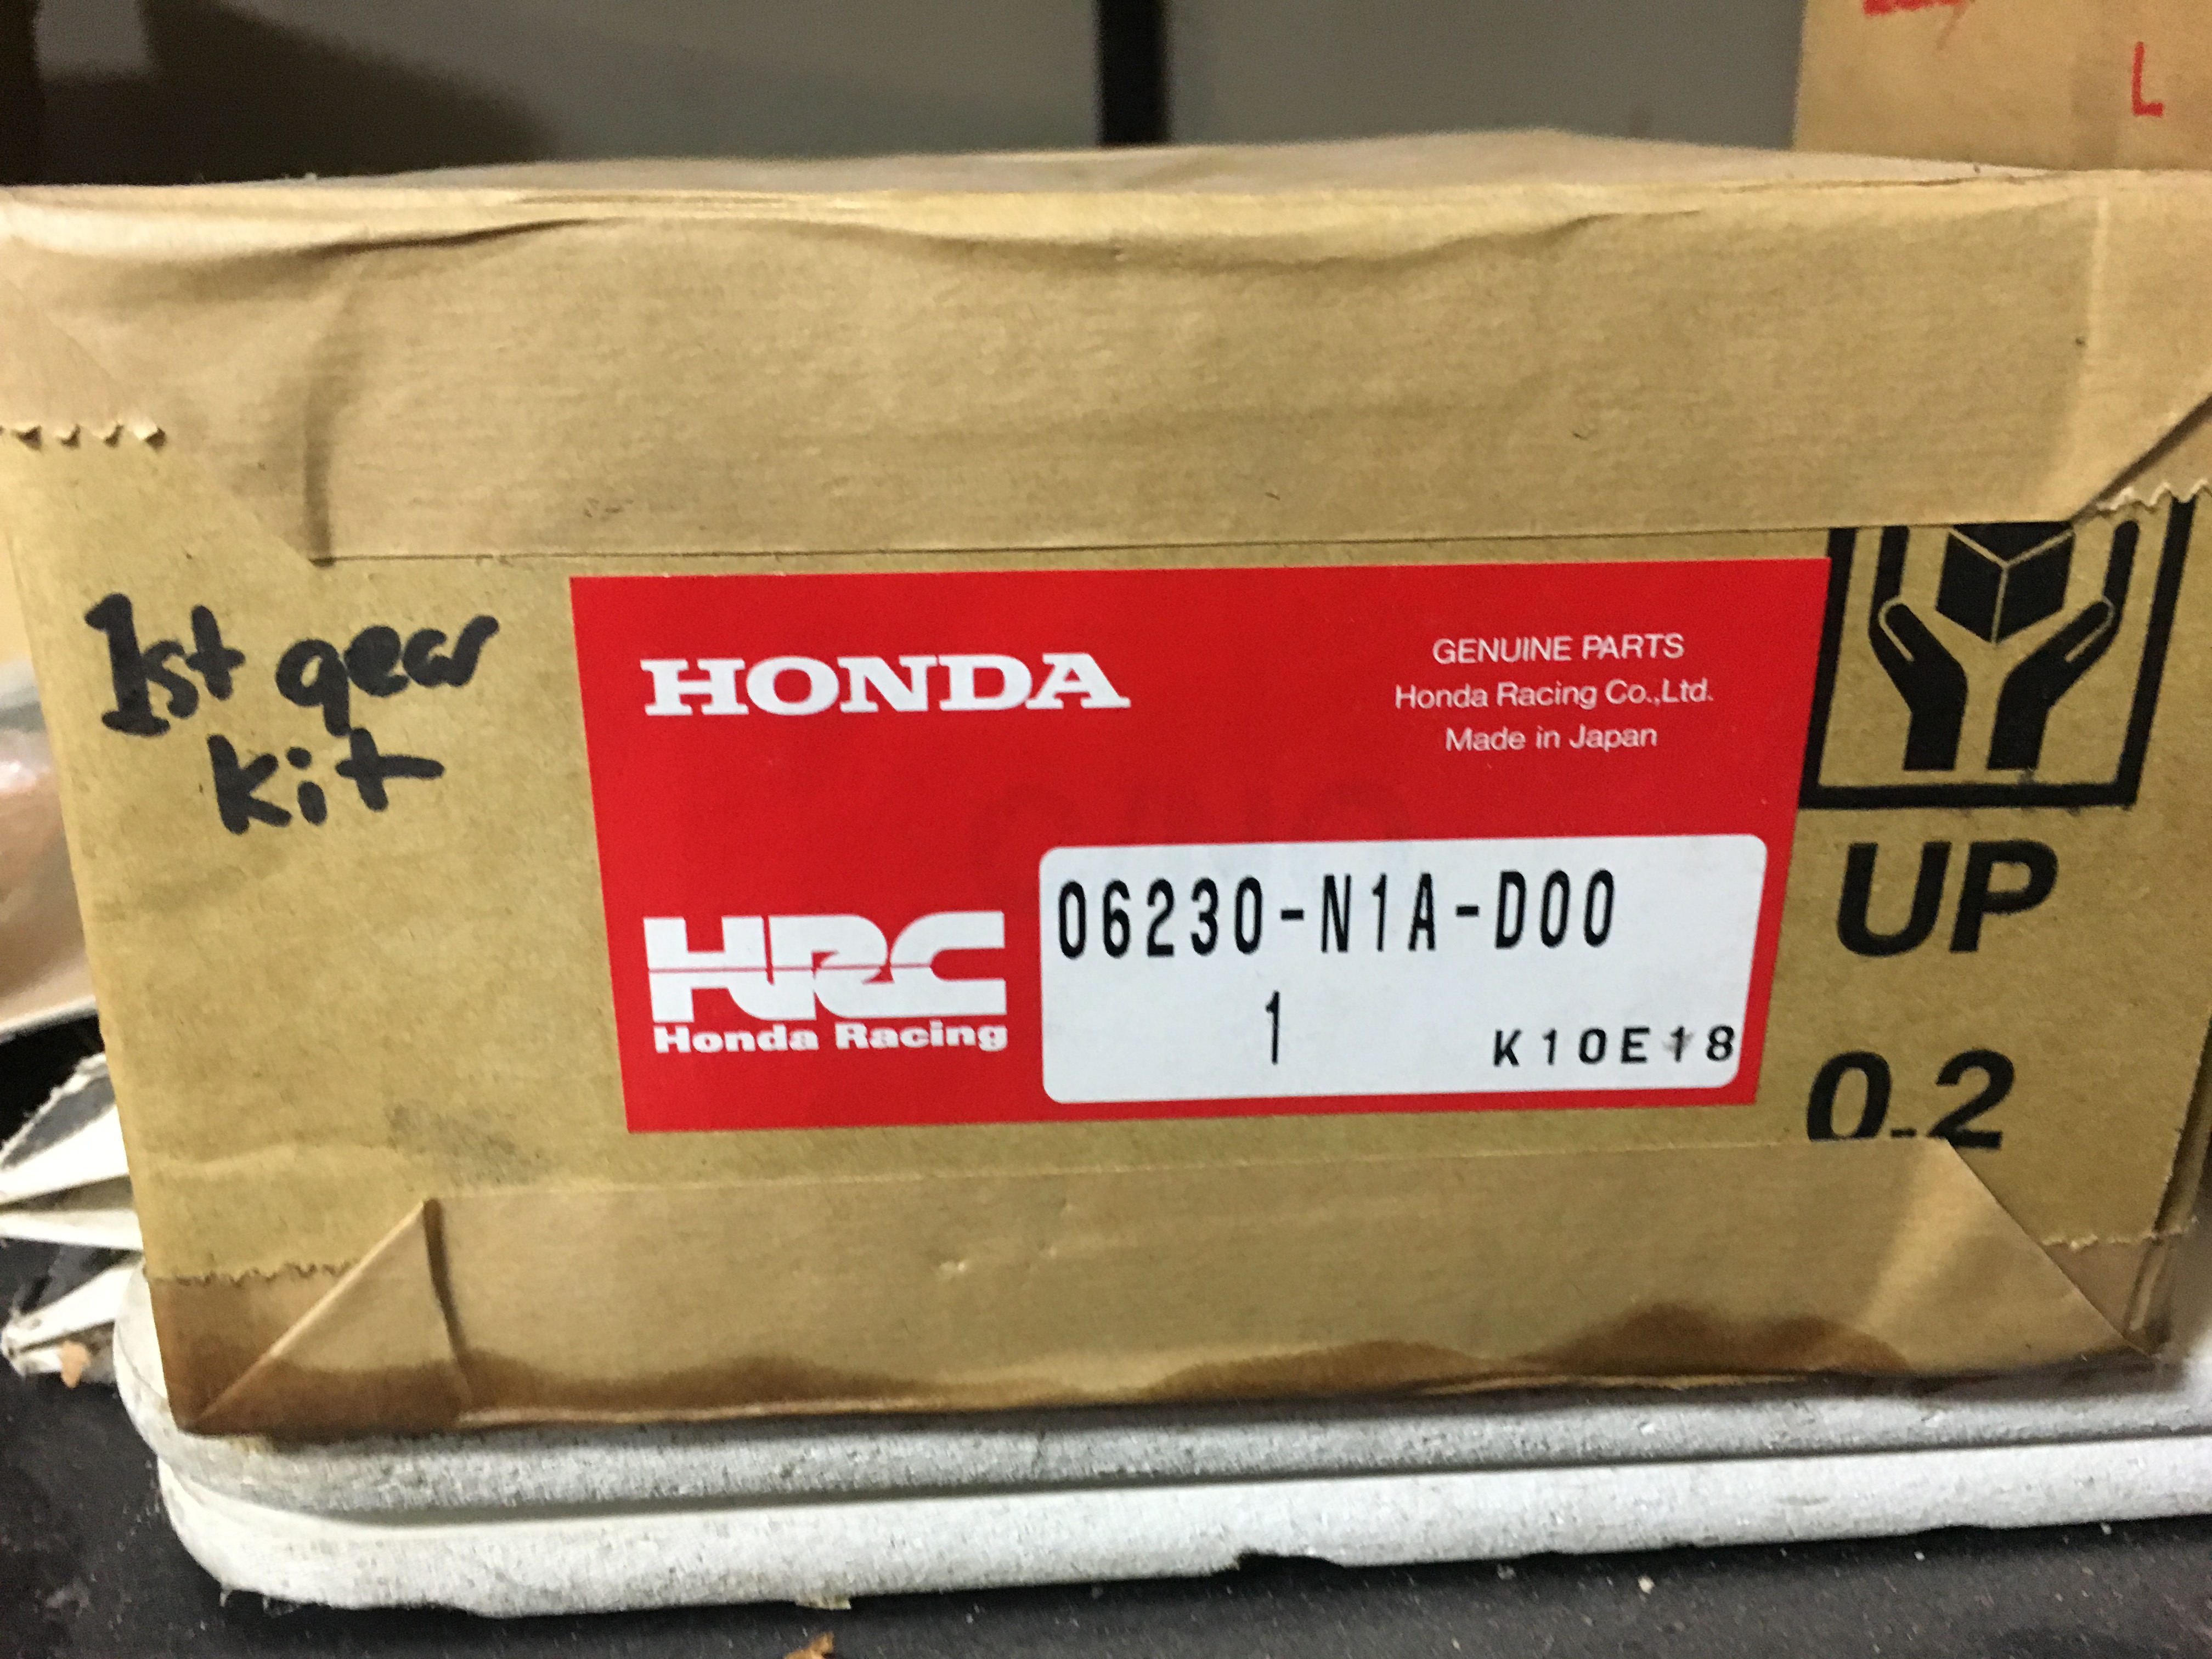 L
1st gear
kit
HONDA
GENUINE PARTS
Honda Racing Co.,Ltd.
Made in Japan
HRC
Honda Racing
06230-N1A-D00
1 K10E18
UP
0.2